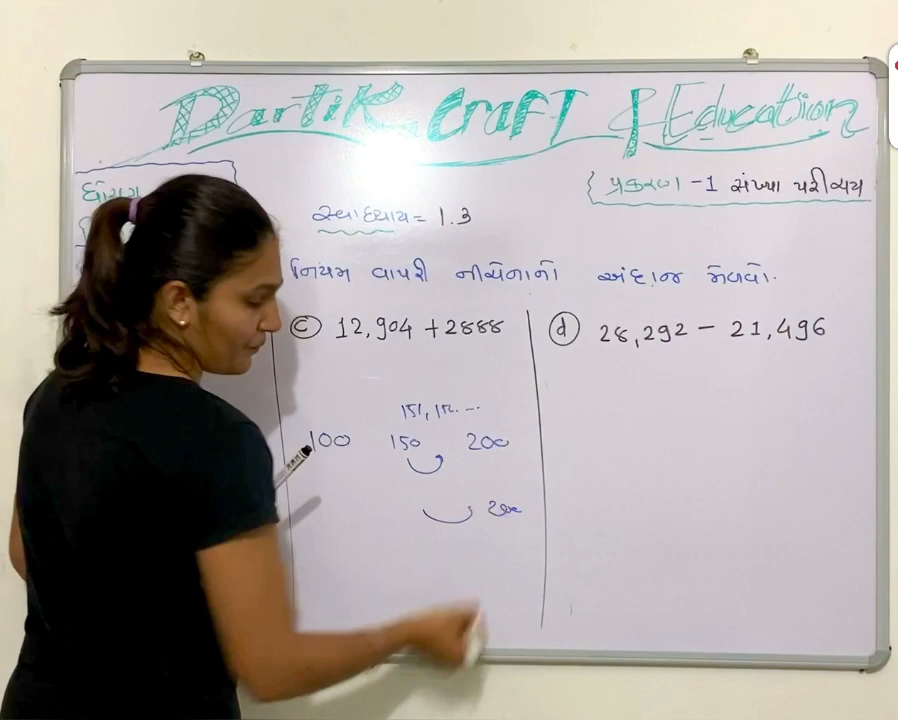 Dartik Craft & Education
ધોરણ
પ્રકરણ -1 સંખ્યા પરીચય
સ્વાધ્યાય = 1.3
નિયમ વાપરી નીચેનાનો અંદાજ મેળવો.
(c) 12,904 + 2888
(d) 28,292 - 21,496
151, 152 ---
100 150 200
200